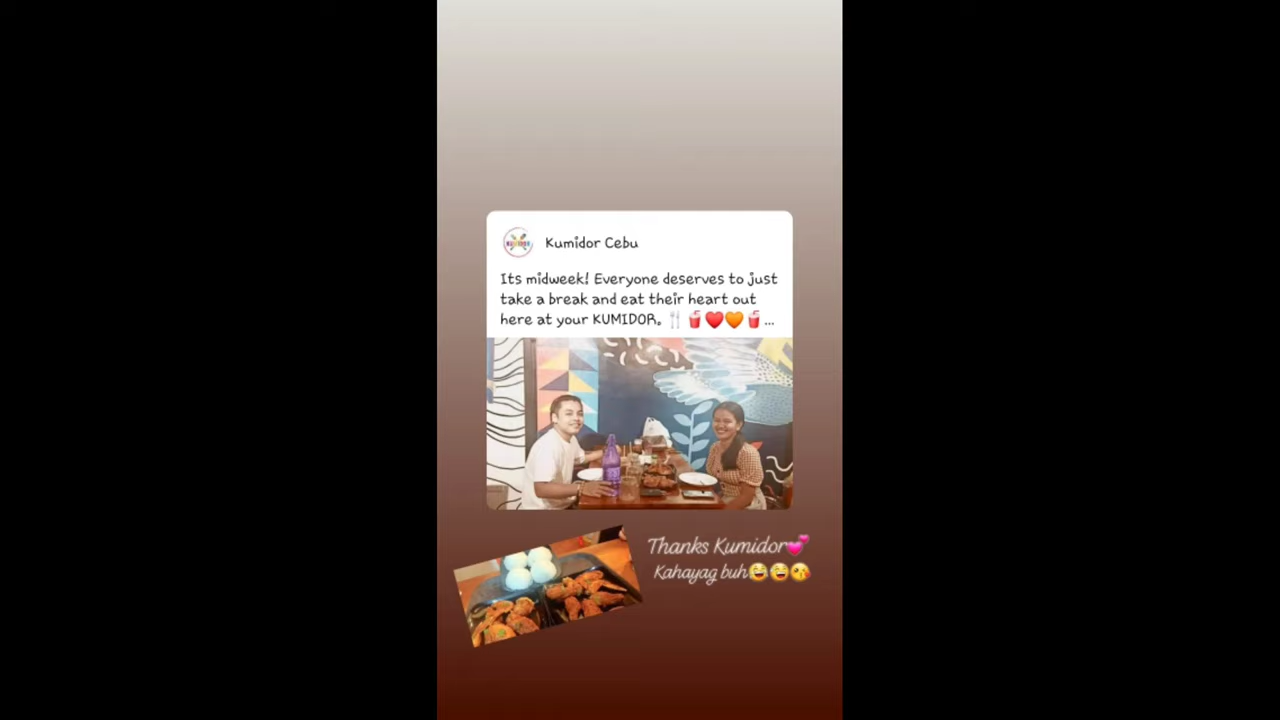 KUMIDOR
Kumidor Cebu
Its midweek! Everyone deserves to just
take a break and eat their heart out
here at your KUMIDOR. 🍴🥤❤️🧡🥤...
Thanks Kumidor💕
Kahayag buh😂😂😘